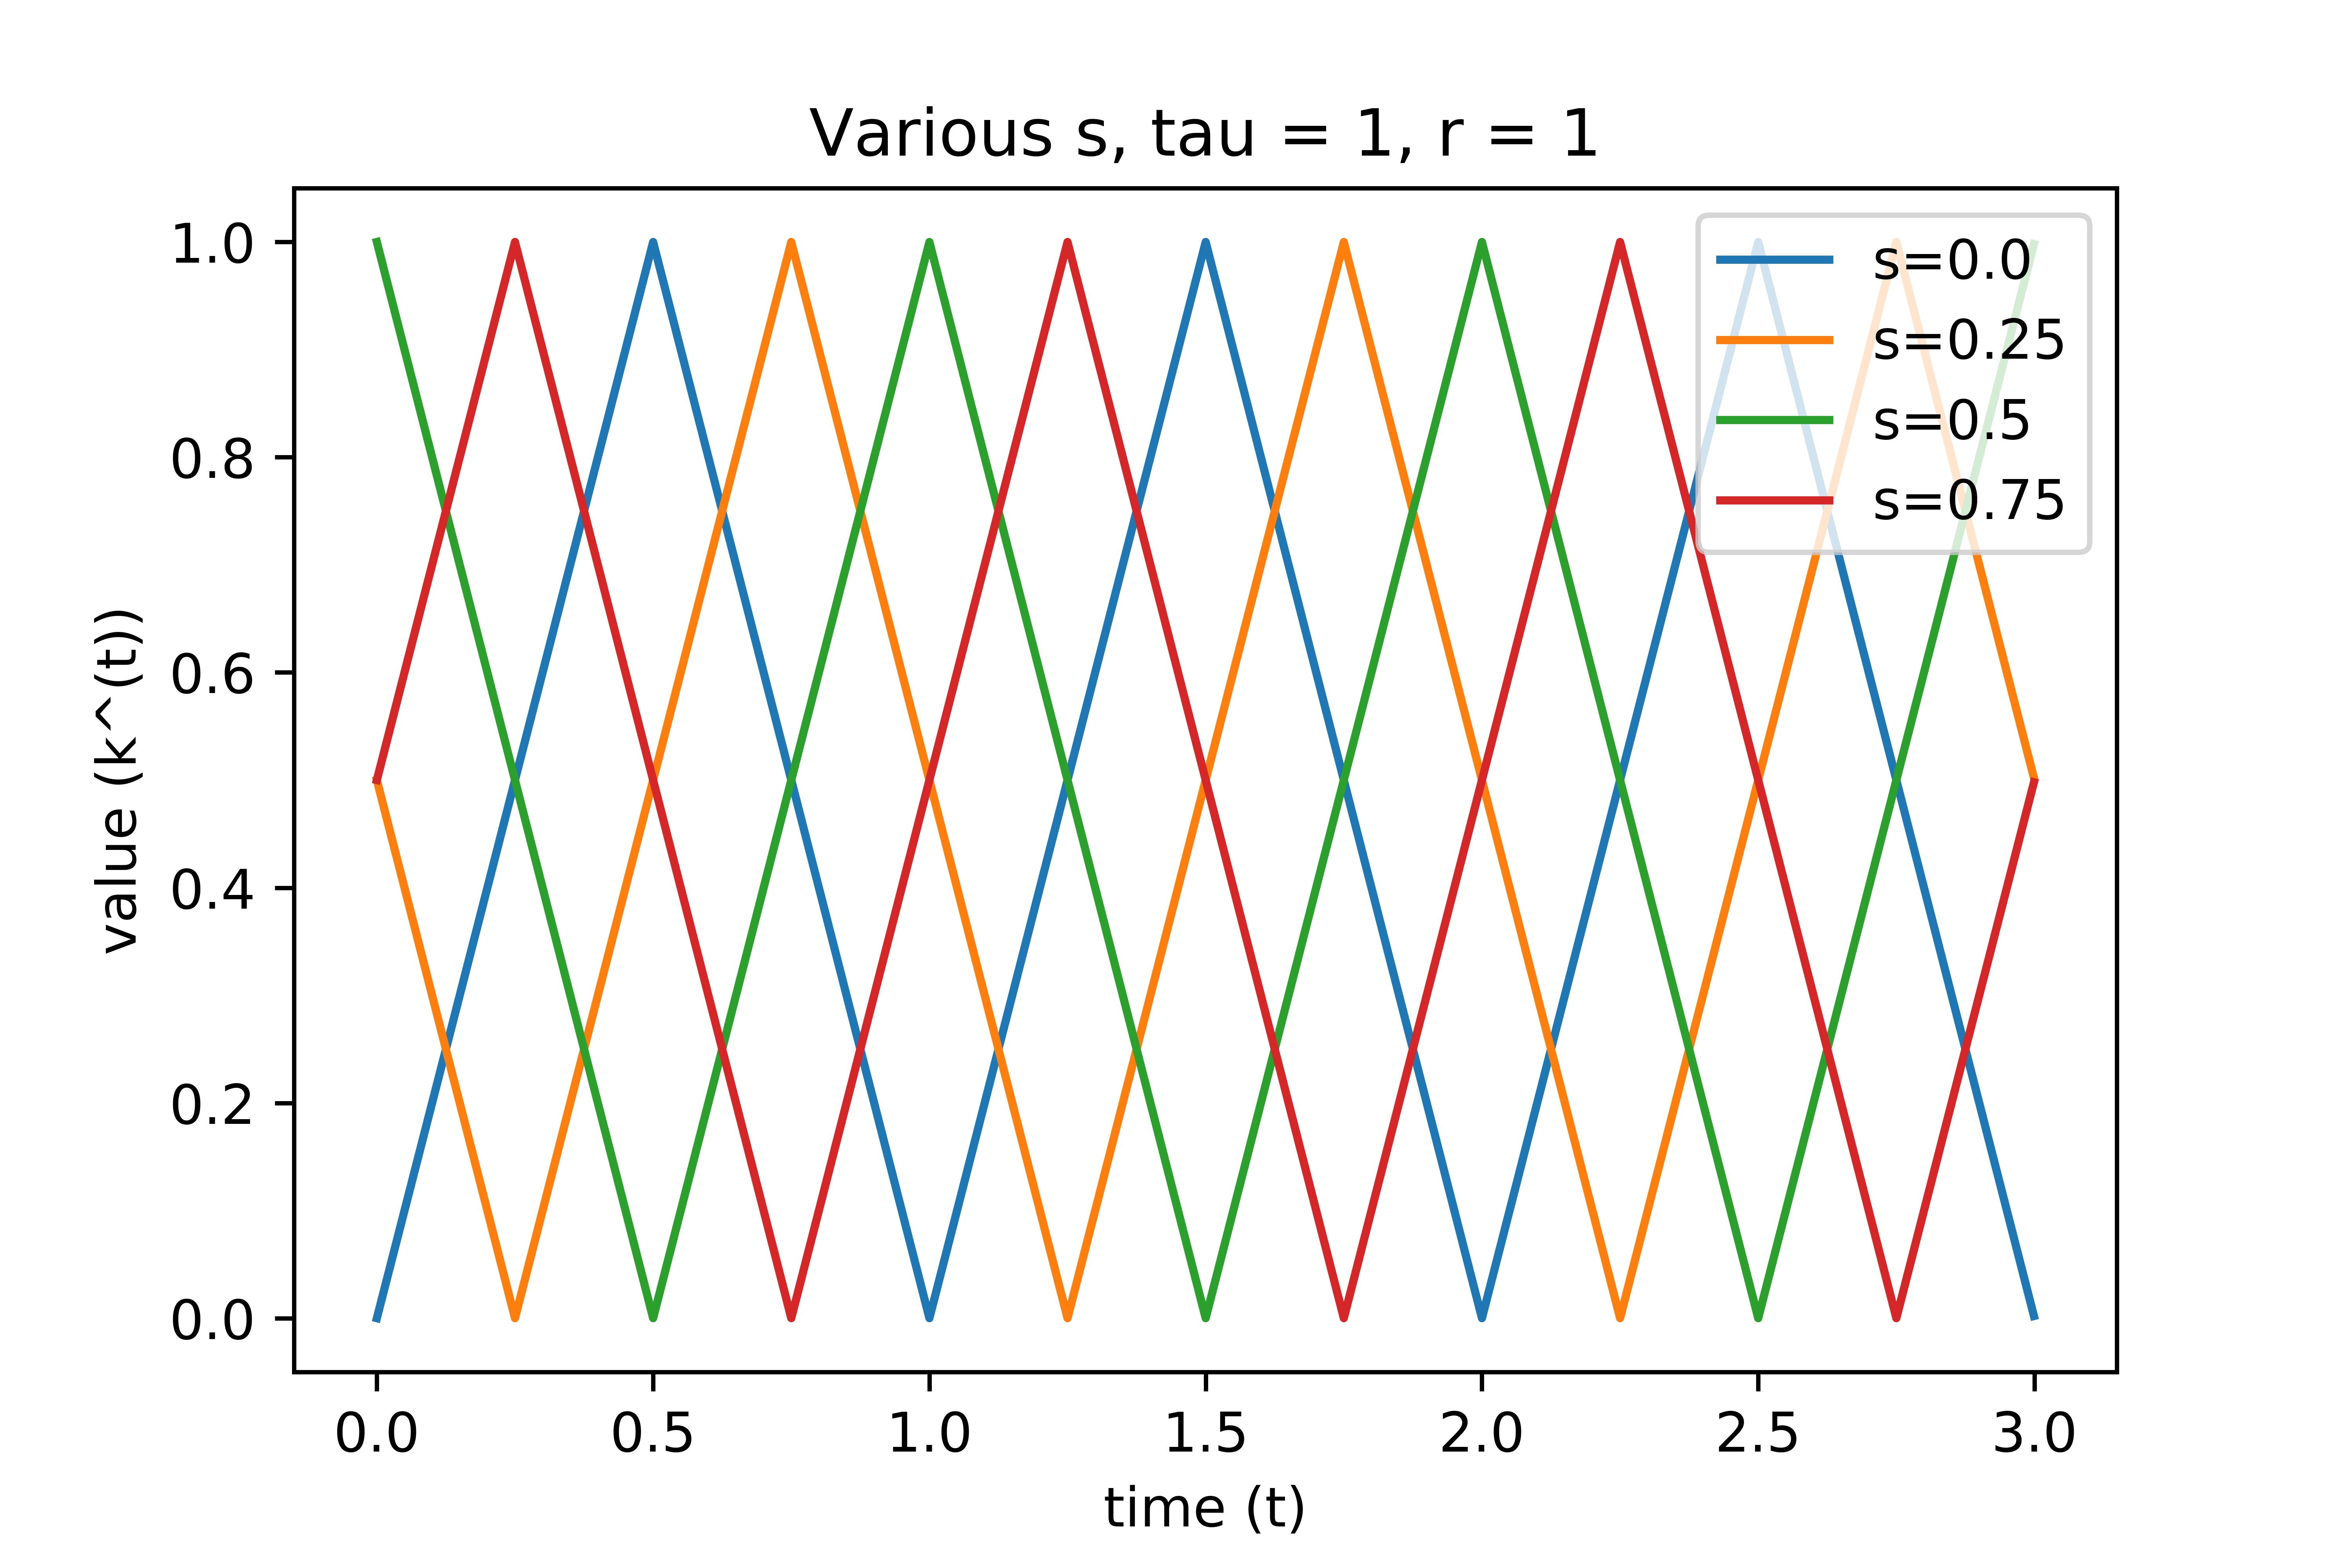 Various s, tau = 1, r = 1
1.0
0.8
0.6
0.4
0.2
0.0
value (k^(t))
s=0.0
s=0.25
s=0.5
s=0.75
0.0 0.5 1.0 1.5 2.0 2.5 3.0
time (t)